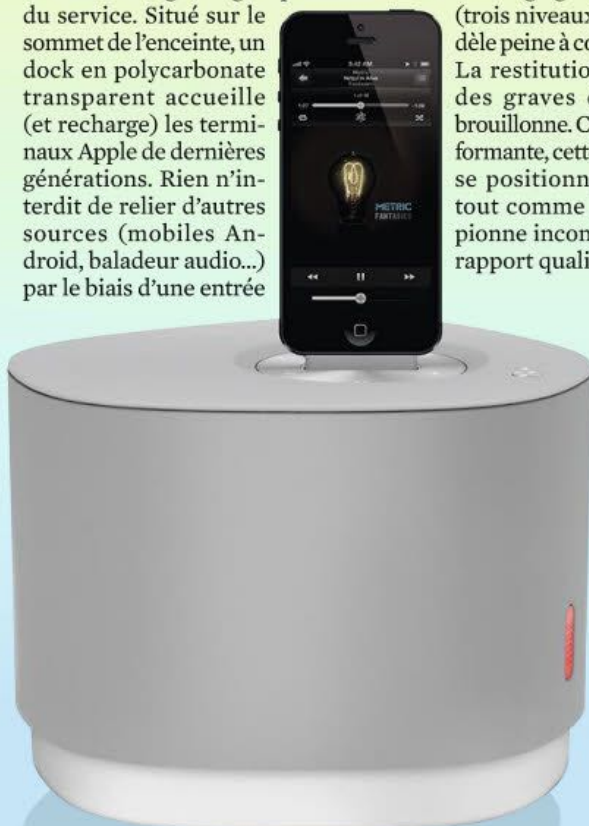 du service. Situé sur le
sommet de l'enceinte, un
dock en polycarbonate
transparent accueille
(et recharge) les termi-
naux Apple de dernières
générations. Rien n'in-
terdit de relier d'autres
sources (mobiles An-
droid, baladeur audio...)
par le biais d'une entrée
9:42 AM
METRIC
FANTASIES
(trois niveaux
dèle peine à co
La restitutio
des graves
brouillonne. C
formante, cett
se positionn
tout comme
pionne incon
rapport quali